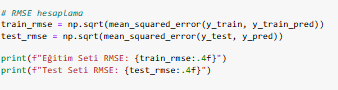 # RMSE hesaplama
train_rmse = np.sqrt(mean_squared_error(y_train, y_train_pred))
test_rmse = np.sqrt(mean_squared_error(y_test, y_pred))
print(f"Eğitim Seti RMSE: {train_rmse:.4f}")
print(f"Test Seti RMSE: {test_rmse:.4f}")